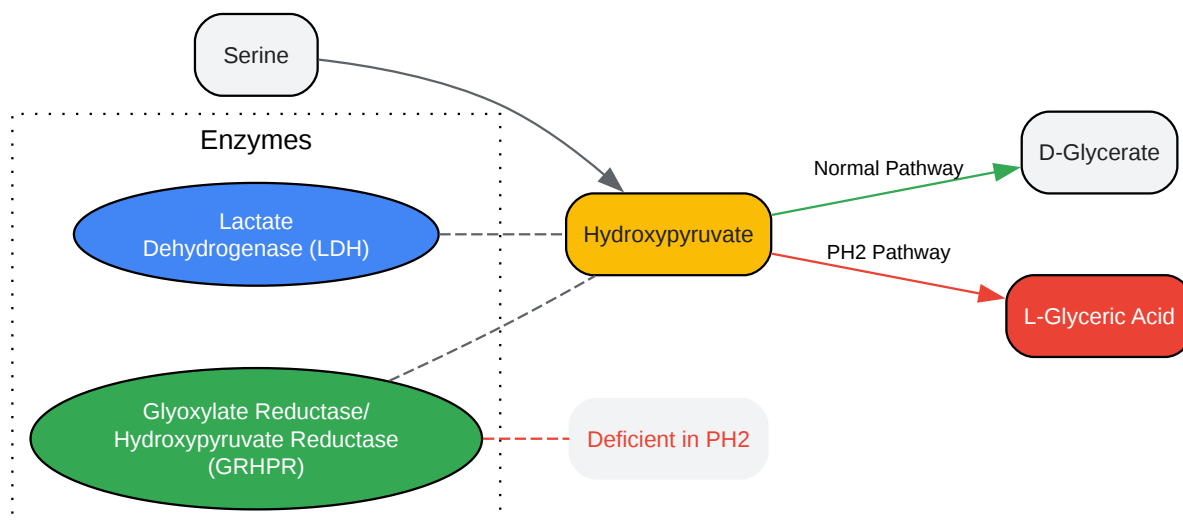 Serine
Enzymes
Lactate
Dehydrogenase (LDH)
Hydroxypyruvate
Normal Pathway
D-Glycerate
PH2 Pathway
L-Glyceric Acid
Glyoxylate Reductase/
Hydroxypyruvate Reductase
(GRHPR)
Deficient in PH2